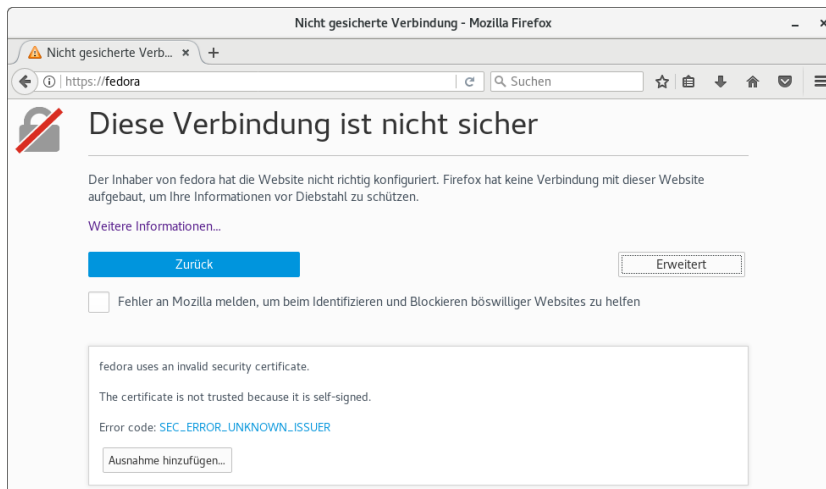 Nicht gesicherte Verbindung - Mozilla Firefox
Nicht gesicherte Verb...
https://fedora
Suchen
Diese Verbindung ist nicht sicher
Der Inhaber von fedora hat die Website nicht richtig konfiguriert. Firefox hat keine Verbindung mit dieser Website
aufgebaut, um Ihre Informationen vor Diebstahl zu schützen.
Weitere Informationen...
Zurück
Erweitert
Fehler an Mozilla melden, um beim Identifizieren und Blockieren böswilliger Websites zu helfen
fedora uses an invalid security certificate.
The certificate is not trusted because it is self-signed.
Error code: SEC_ERROR_UNKNOWN_ISSUER
Ausnahme hinzufügen...